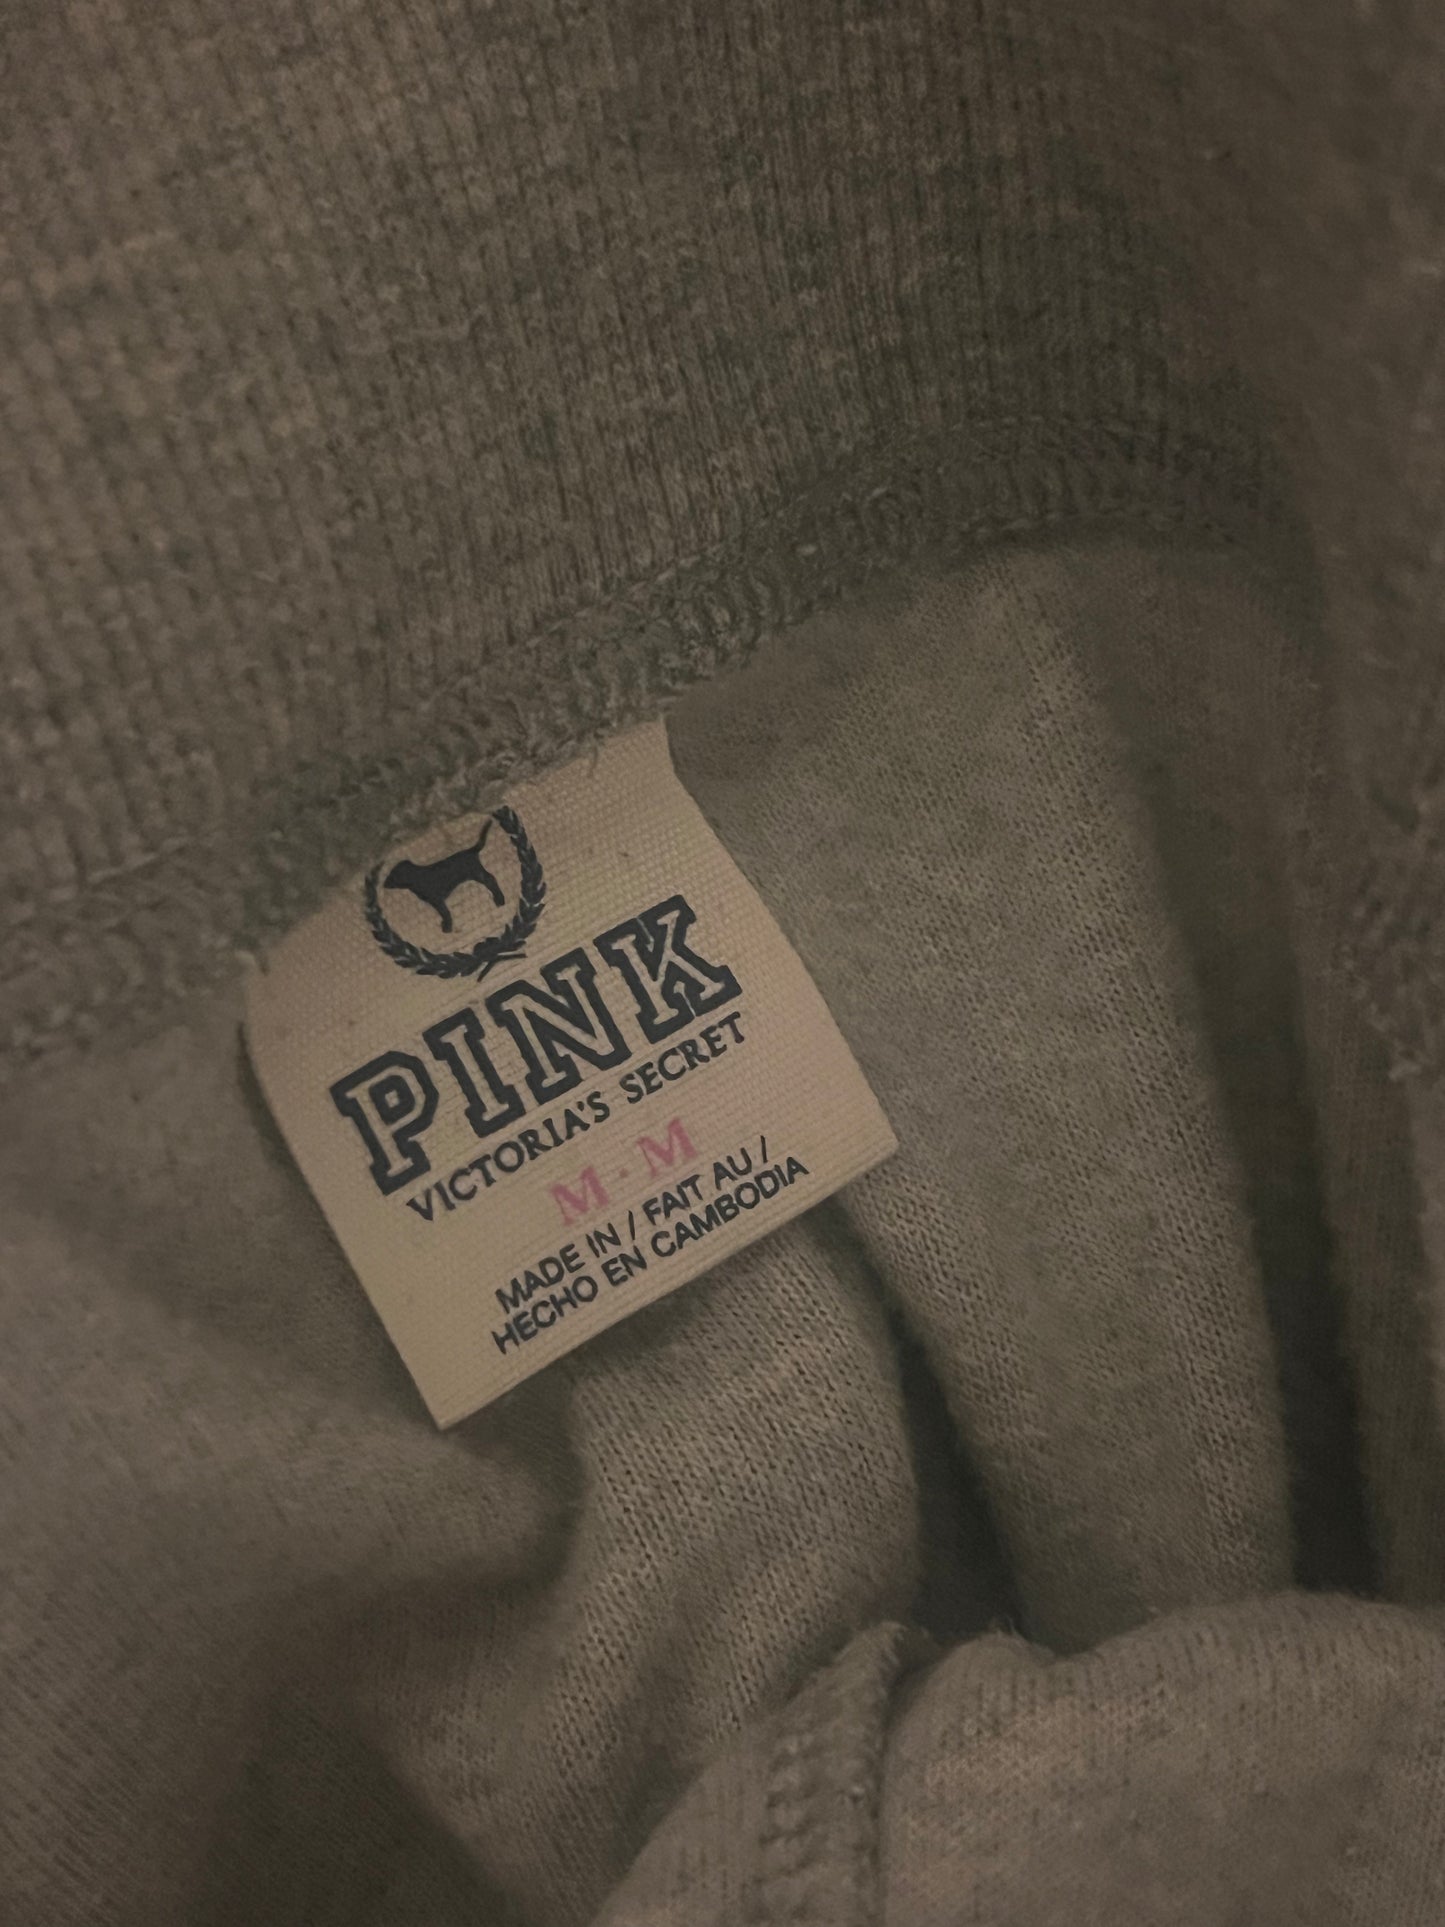 PINK
VICTORIA'S SECRET
M · M
MADE IN / FAIT AU /
HECHO EN CAMBODIA